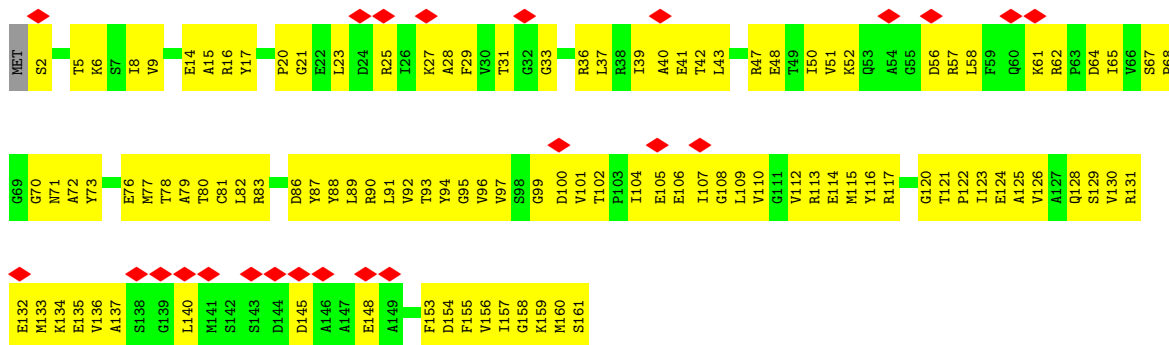 MET S2 T5 K6 S7 I8 V9 E14 A15 R16 Y17 P20 G21 E22 L23 D24 R25 I26 K27 A28 F29 V30 T31 G32 G33 R36 L37 R38 I39 A40 E41 T42 L43 R47 E48 T49 I50 V51 K52 Q53 A54 G55 D56 R57 L58 F59 Q60 K61 R62 P63 D64 I65 V66 S67 P68
G69 G70 N71 A72 Y73 E76 M77 T78 A79 T80 C81 L82 R83 D86 Y87 Y88 L89 R90 L91 V92 T93 Y94 G95 V96 V97 S98 G99 D100 V101 T102 P103 I104 E105 E106 I107 G108 L109 V110 G111 V112 R113 E114 M115 Y116 R117 G120 T121 P122 I123 E124 A125 V126 A127 Q128 S129 V130 R131
E132 M133 K134 E135 V136 A137 S138 G139 L140 M141 S142 S143 D144 D145 A146 A147 E148 A149 F153 D154 F155 V156 I157 G158 K159 M160 S161